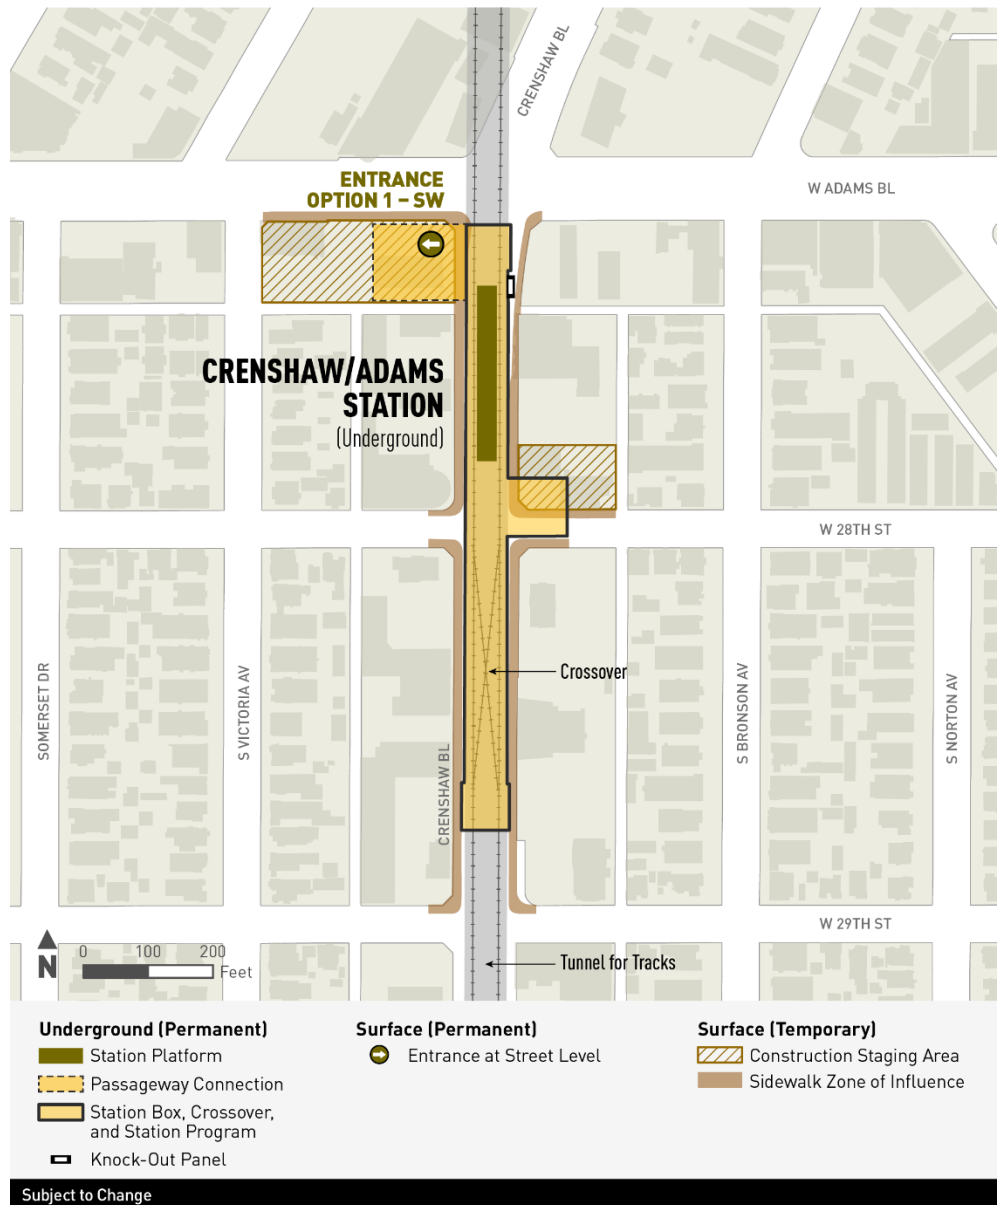 CRENSHAW BL
ENTRANCE
OPTION 1 – SW
W ADAMS BL
CRENSHAW/ADAMS
STATION
(Underground)
W 28TH ST
Crossover
SOMERSET DR
S VICTORIA AV
CRENSHAW BL
S BRONSON AV
S NORTON AV
W 29TH ST
N
0 100 200
Feet
Tunnel for Tracks
Underground (Permanent)
Station Platform
Passageway Connection
Station Box, Crossover,
and Station Program
Knock-Out Panel
Surface (Permanent)
Entrance at Street Level
Surface (Temporary)
Construction Staging Area
Sidewalk Zone of Influence
Subject to Change